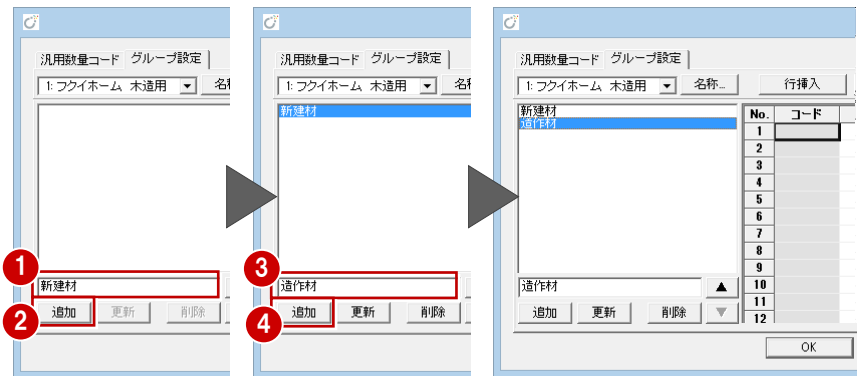 汎用数量コード グループ設定
1: フクイホーム 木造用
1
新建材
2
追加 更新 削除
汎用数量コード グループ設定
1: フクイホーム 木造用
新建材
3
造作材
4
追加 更新 削除
汎用数量コード グループ設定
1: フクイホーム 木造用 名称... 行挿入
新建材
造作材
No. コード
1
2
3
4
5
6
7
8
9
10
11
12
造作材
追加 更新 削除
OK